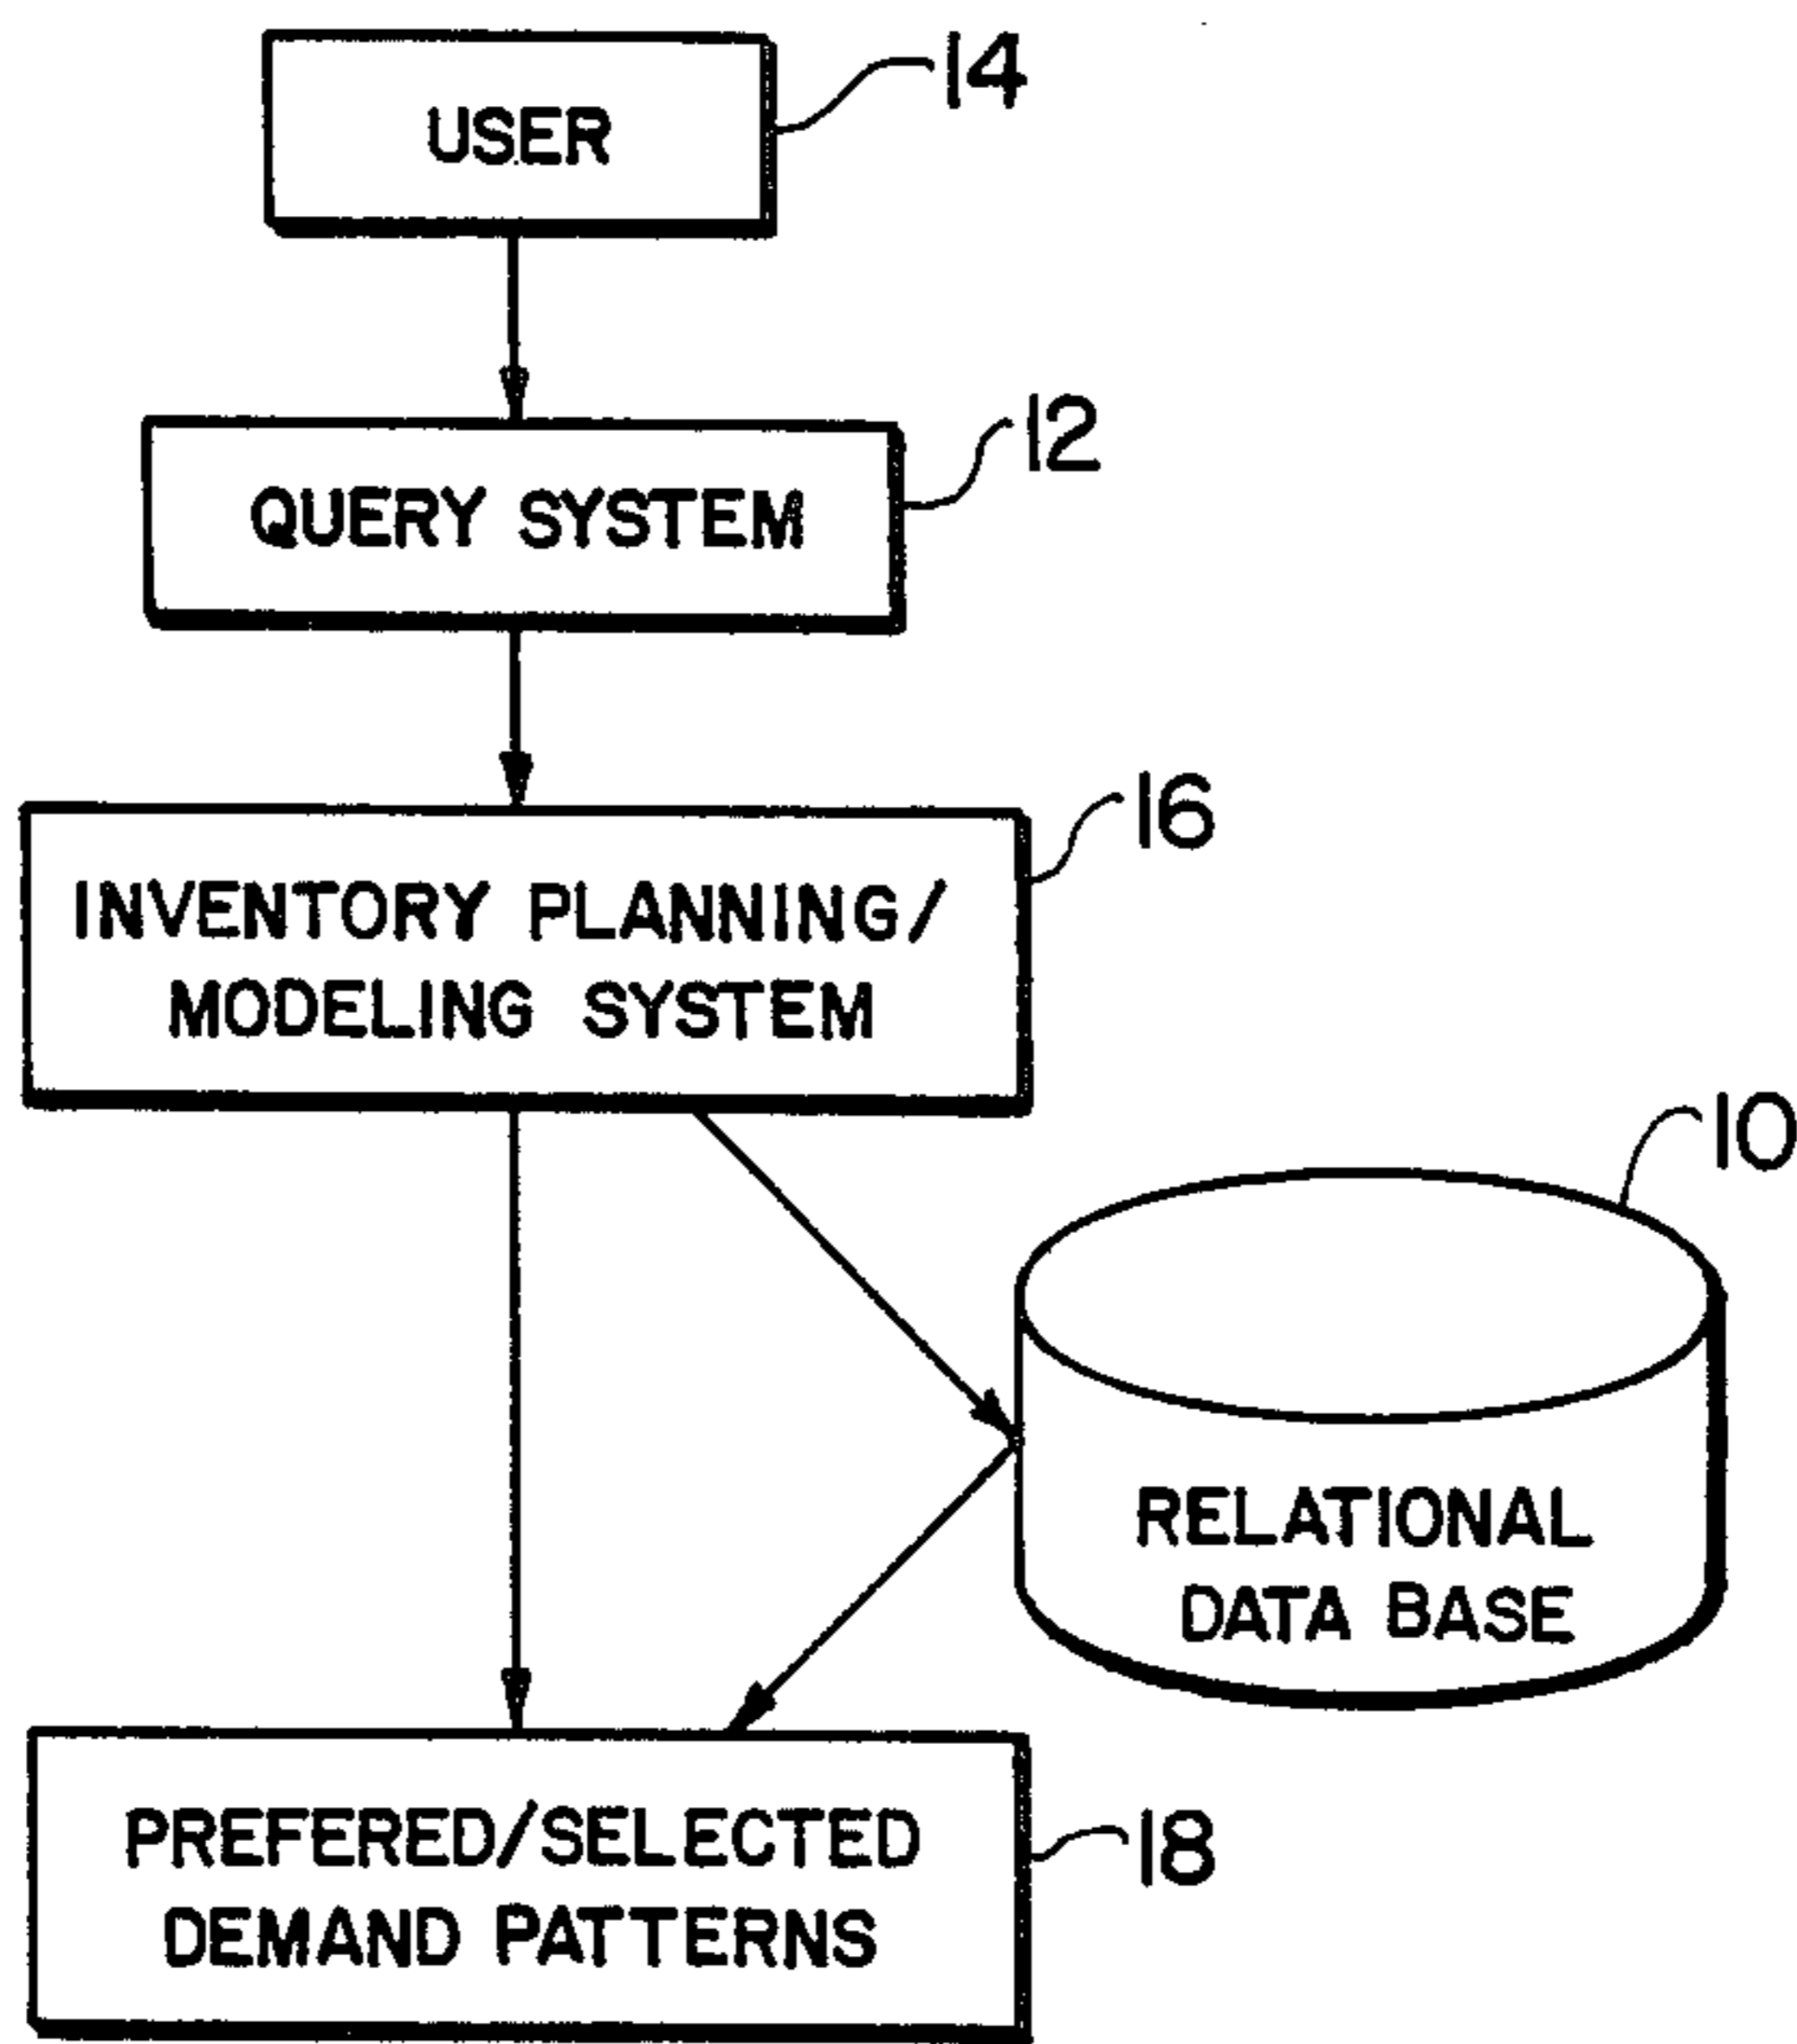 USER
14
QUERY SYSTEM
12
INVENTORY PLANNING/
MODELING SYSTEM
16
10
RELATIONAL
DATA BASE
PREFERED/SELECTED
DEMAND PATTERNS
18